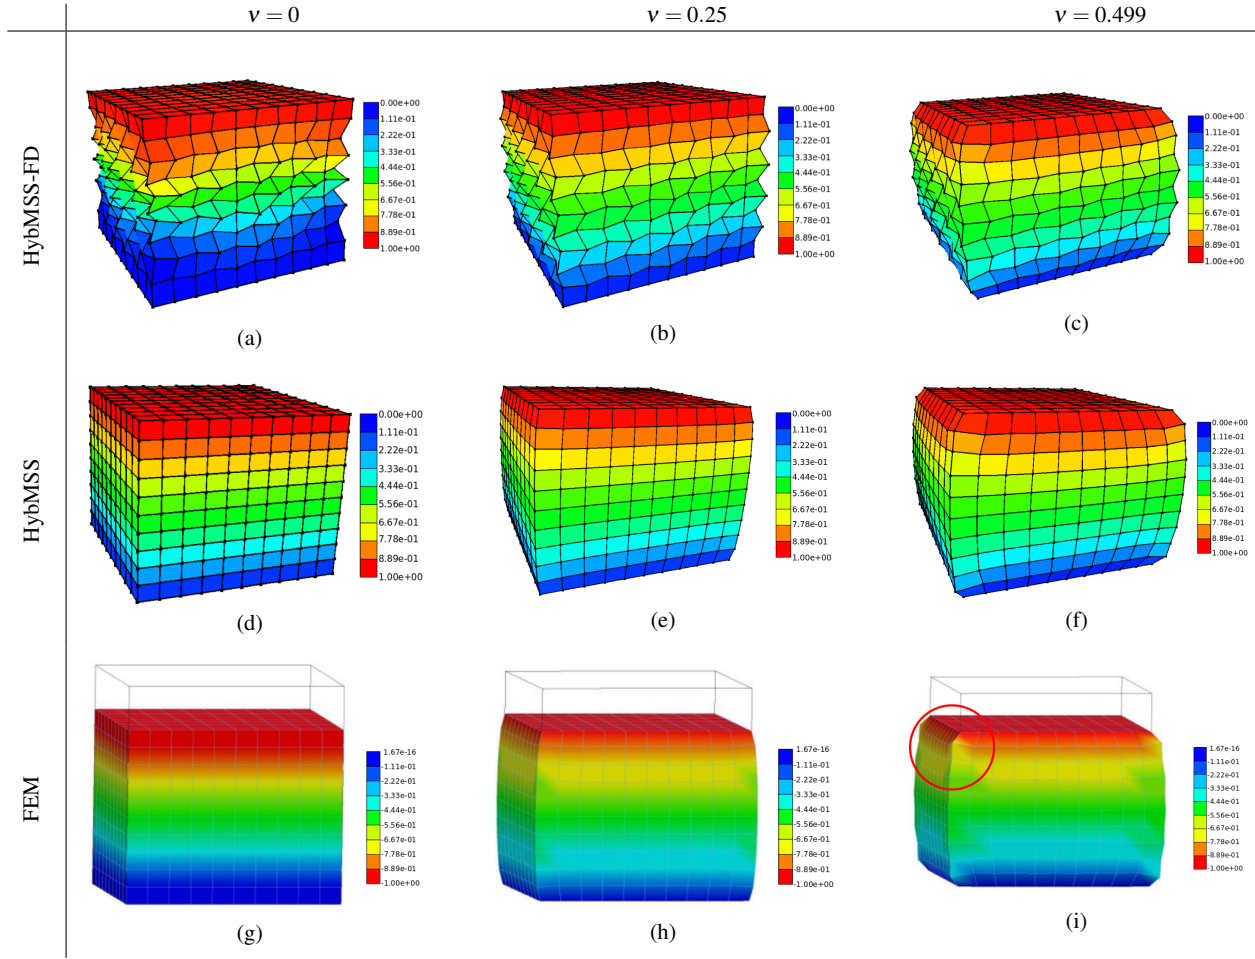 ν = 0
ν = 0.25
ν = 0.499
HybMSS-FD
0.00e+00
1.11e-01
2.22e-01
3.33e-01
4.44e-01
5.56e-01
6.67e-01
7.78e-01
8.89e-01
1.00e+00
(a)
0.00e+00
1.11e-01
2.22e-01
3.33e-01
4.44e-01
5.56e-01
6.67e-01
7.78e-01
8.89e-01
1.00e+00
(b)
0.00e+00
1.11e-01
2.22e-01
3.33e-01
4.44e-01
5.56e-01
6.67e-01
7.78e-01
8.89e-01
1.00e+00
(c)
HybMSS
0.00e+00
1.11e-01
2.22e-01
3.33e-01
4.44e-01
5.56e-01
6.67e-01
7.78e-01
8.89e-01
1.00e+00
(d)
0.00e+00
1.11e-01
2.22e-01
3.33e-01
4.44e-01
5.56e-01
6.67e-01
7.78e-01
8.89e-01
1.00e+00
(e)
0.00e+00
1.11e-01
2.22e-01
3.33e-01
4.44e-01
5.56e-01
6.67e-01
7.78e-01
8.89e-01
1.00e+00
(f)
FEM
1.67e-16
-1.11e-01
-2.22e-01
-3.33e-01
-4.44e-01
-5.56e-01
-6.67e-01
-7.78e-01
-8.89e-01
-1.00e+00
(g)
1.67e-16
-1.11e-01
-2.22e-01
-3.33e-01
-4.44e-01
-5.56e-01
-6.67e-01
-7.78e-01
-8.89e-01
-1.00e+00
(h)
1.67e-16
-1.11e-01
-2.22e-01
-3.33e-01
-4.44e-01
-5.56e-01
-6.67e-01
-7.78e-01
-8.89e-01
-1.00e+00
(i)